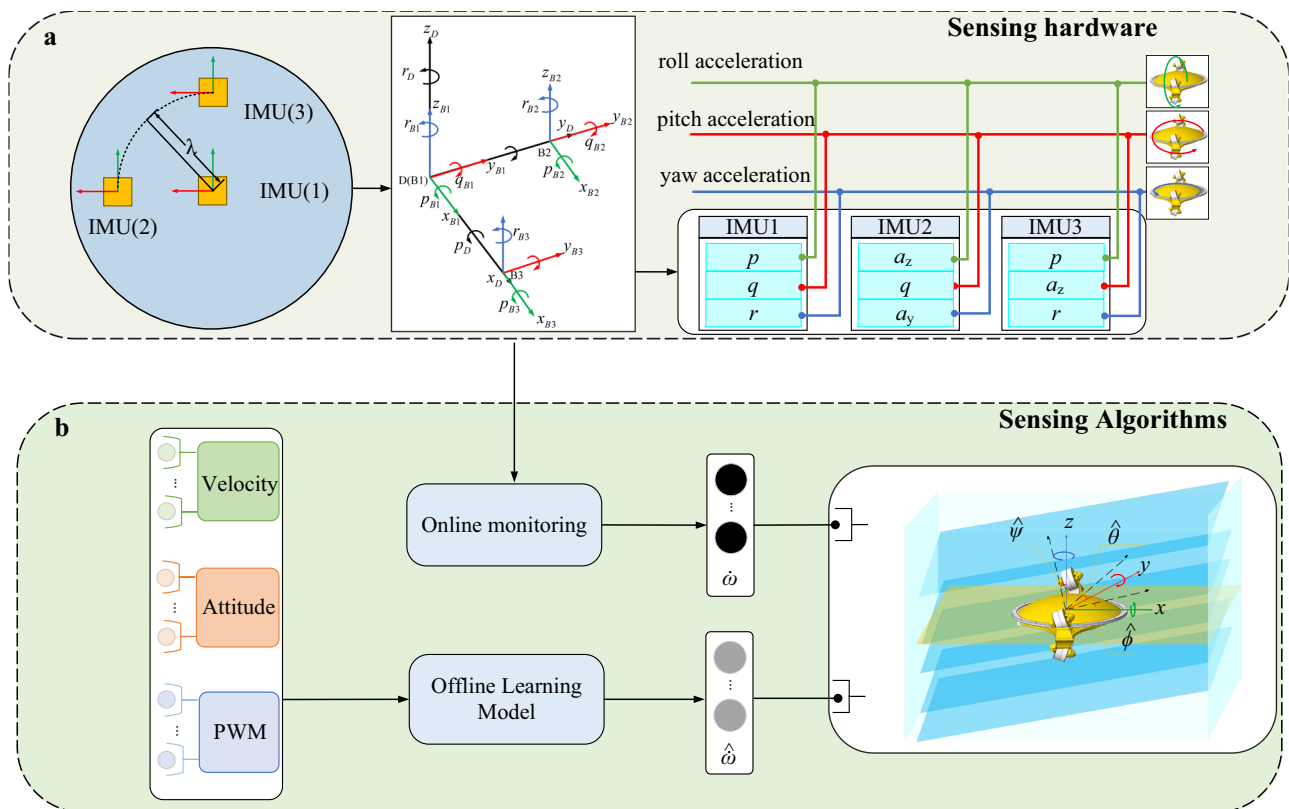 a
Sensing hardware
IMU(3)
λ
IMU(1)
IMU(2)
z_D
r_D
z_B1
r_B1
z_B2
r_B2
y_D
y_B2
q_B2
B2
y_B1
D(B1)
q_B1
p_B2
x_B2
p_B1
x_B1
r_B3
p_D
y_B3
x_D
B3
p_B3
x_B3
roll acceleration
pitch acceleration
yaw acceleration
IMU1 IMU2 IMU3
p a_z p
q q a_z
r a_y r
b
Sensing Algorithms
Velocity
Attitude
PWM
Online monitoring
Offline Learning
Model
ω̇
ω̇̂
ψ̂
z
θ̂
y
x
ϕ̂